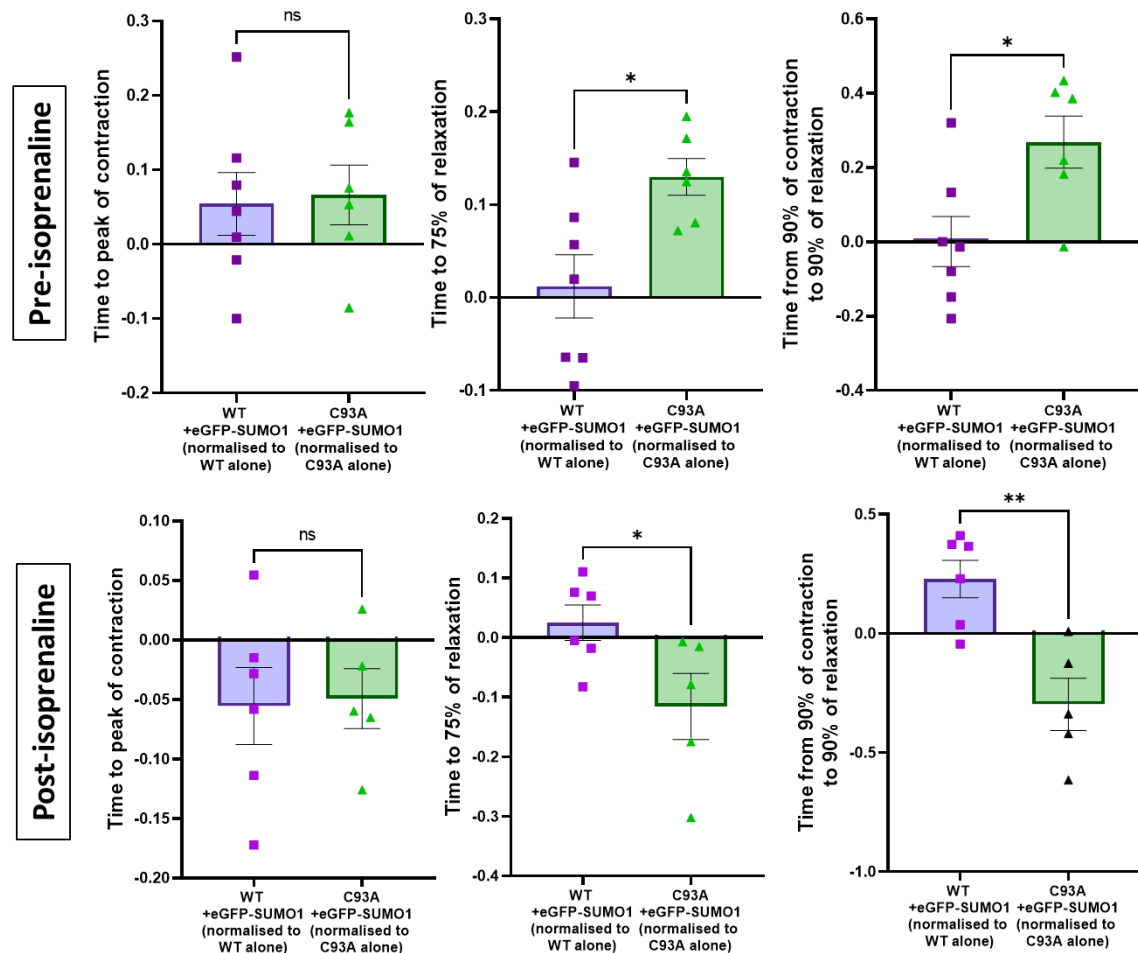 Pre-isoprenaline
Time to peak of contraction
0.3
0.2
0.1
0.0
-0.1
-0.2
ns
WT
+eGFP-SUMO1
(normalised to
WT alone)
C93A
+eGFP-SUMO1
(normalised to
C93A alone)
Time to 75% of relaxation
0.3
0.2
0.1
0.0
-0.1
*
WT
+eGFP-SUMO1
(normalised to
WT alone)
C93A
+eGFP-SUMO1
(normalised to
C93A alone)
Time from 90% of contraction
to 90% of relaxation
0.6
0.4
0.2
0.0
-0.2
-0.4
*
WT
+eGFP-SUMO1
(normalised to
WT alone)
C93A
+eGFP-SUMO1
(normalised to
C93A alone)
Post-isoprenaline
Time to peak of contraction
0.10
0.05
0.00
-0.05
-0.10
-0.15
-0.20
ns
WT
+eGFP-SUMO1
(normalised to
WT alone)
C93A
+eGFP-SUMO1
(normalised to
C93A alone)
Time to 75% of relaxation
0.2
0.1
0.0
-0.1
-0.2
-0.3
-0.4
*
WT
+eGFP-SUMO1
(normalised to
WT alone)
C93A
+eGFP-SUMO1
(normalised to
C93A alone)
Time from 90% of contraction
to 90% of relaxation
0.5
0.0
-0.5
-1.0
**
WT
+eGFP-SUMO1
(normalised to
WT alone)
C93A
+eGFP-SUMO1
(normalised to
C93A alone)